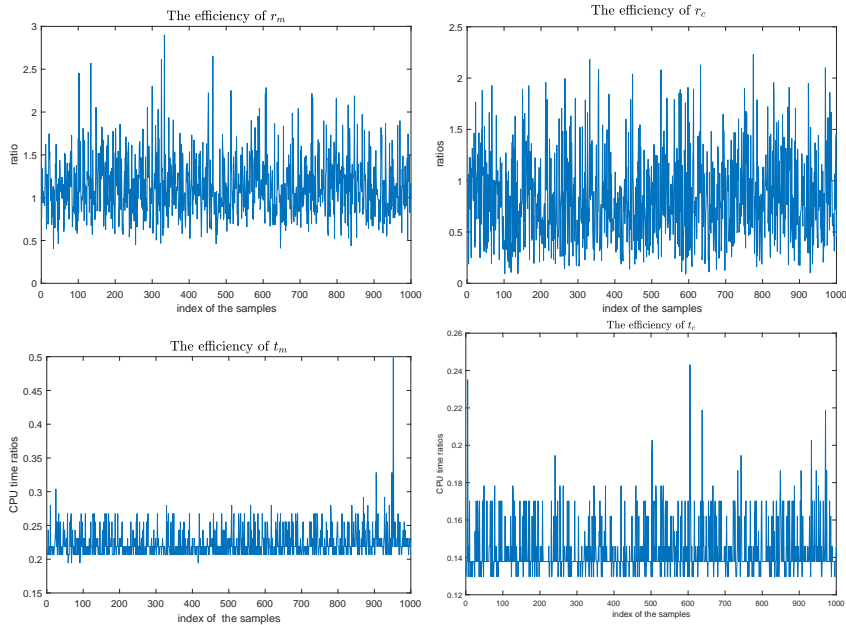 The efficiency of r_m
3
2.5
2
1.5
1
0.5
0
ratio
0 100 200 300 400 500 600 700 800 900 1000
index of the samples
The efficiency of r_c
2.5
2
1.5
1
0.5
0
ratios
0 100 200 300 400 500 600 700 800 900 1000
index of the samples
The efficiency of t_m
0.5
0.45
0.4
0.35
0.3
0.25
0.2
0.15
CPU time ratios
0 100 200 300 400 500 600 700 800 900 1000
index of the samples
The efficiency of t_c
0.26
0.24
0.22
0.2
0.18
0.16
0.14
0.12
CPU time ratios
0 100 200 300 400 500 600 700 800 900 1000
index of the samples